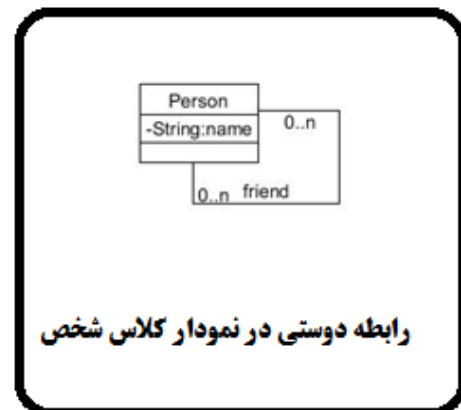 Person
-String:name
0..n
0..n friend
رابطه دوستی در نمودار کلاس شخص